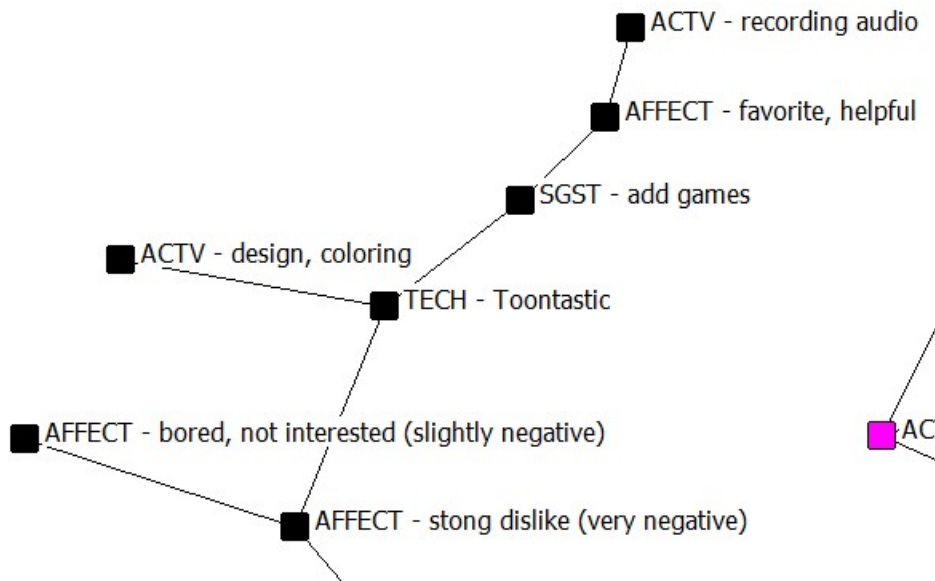 ACTV - recording audio
AFFECT - favorite, helpful
SGST - add games
ACTV - design, coloring
TECH - Toontastic
AFFECT - bored, not interested (slightly negative)
AC
AFFECT - stong dislike (very negative)